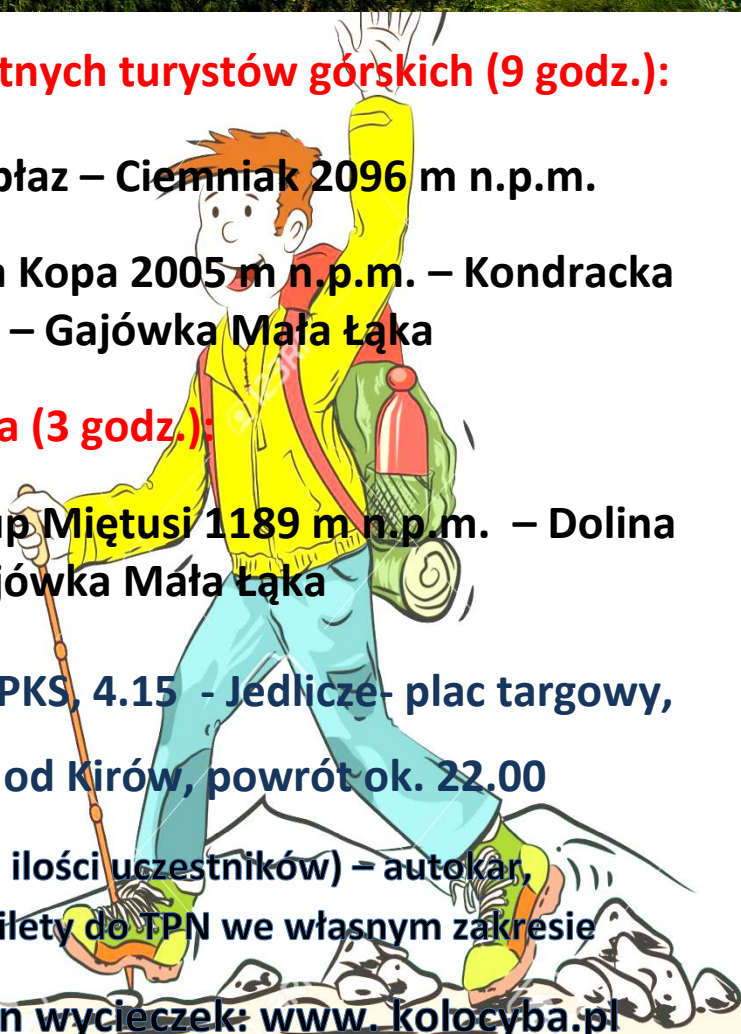 tnych turystów górskich (9 godz.):
płaz – Ciemniak 2096 m n.p.m.
a Kopa 2005 m n.p.m. – Kondracka
– Gajówka Mała Łąka
a (3 godz.):
up Miętusi 1189 m n.p.m. – Dolina
jówka Mała Łąka
PKS, 4.15 - Jedlicze- plac targowy,
od Kirów, powrót ok. 22.00
ilości uczestników) – autokar,
ilety do TPN we własnym zakresie
n wycieczek: www. kolocyba.pl